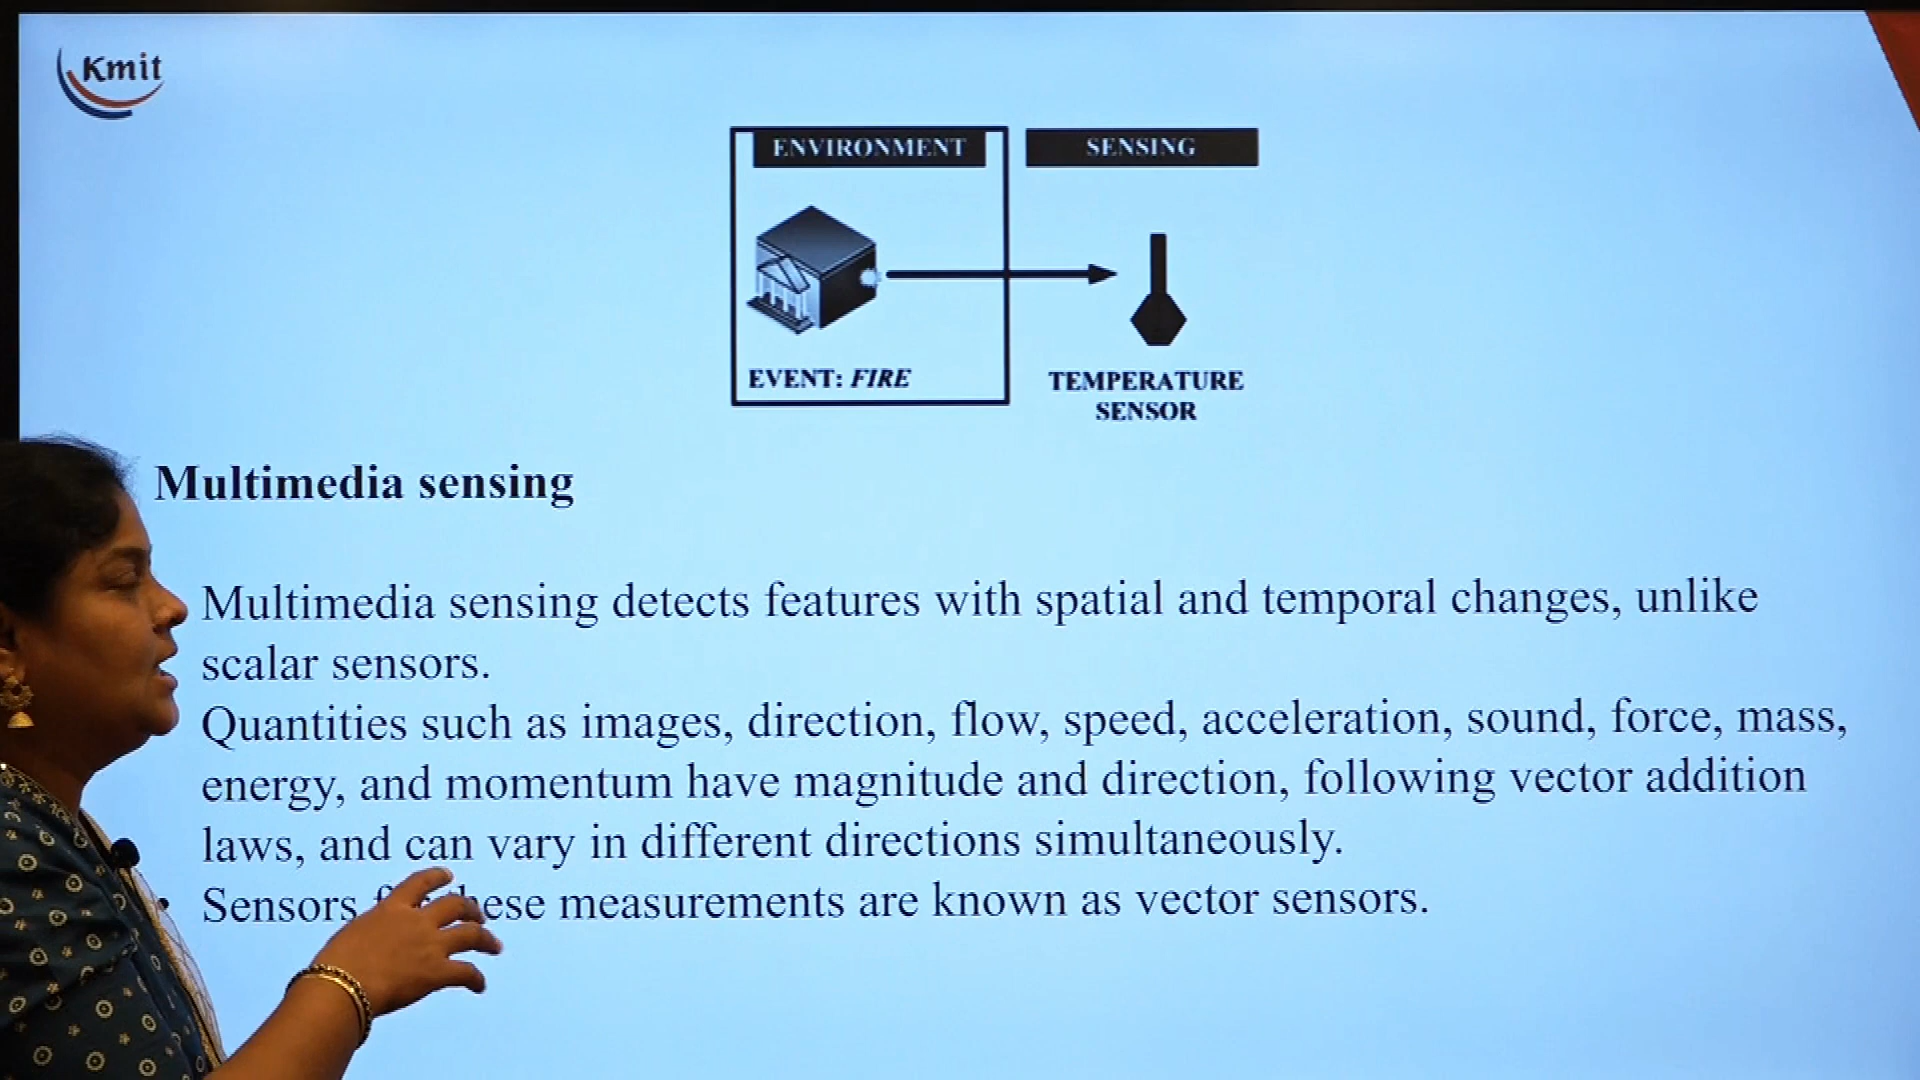 Kmit
ENVIRONMENT
SENSING
EVENT: FIRE
TEMPERATURE
SENSOR
Multimedia sensing
Multimedia sensing detects features with spatial and temporal changes, unlike
scalar sensors.
Quantities such as images, direction, flow, speed, acceleration, sound, force, mass,
energy, and momentum have magnitude and direction, following vector addition
laws, and can vary in different directions simultaneously.
Sensors these measurements are known as vector sensors.